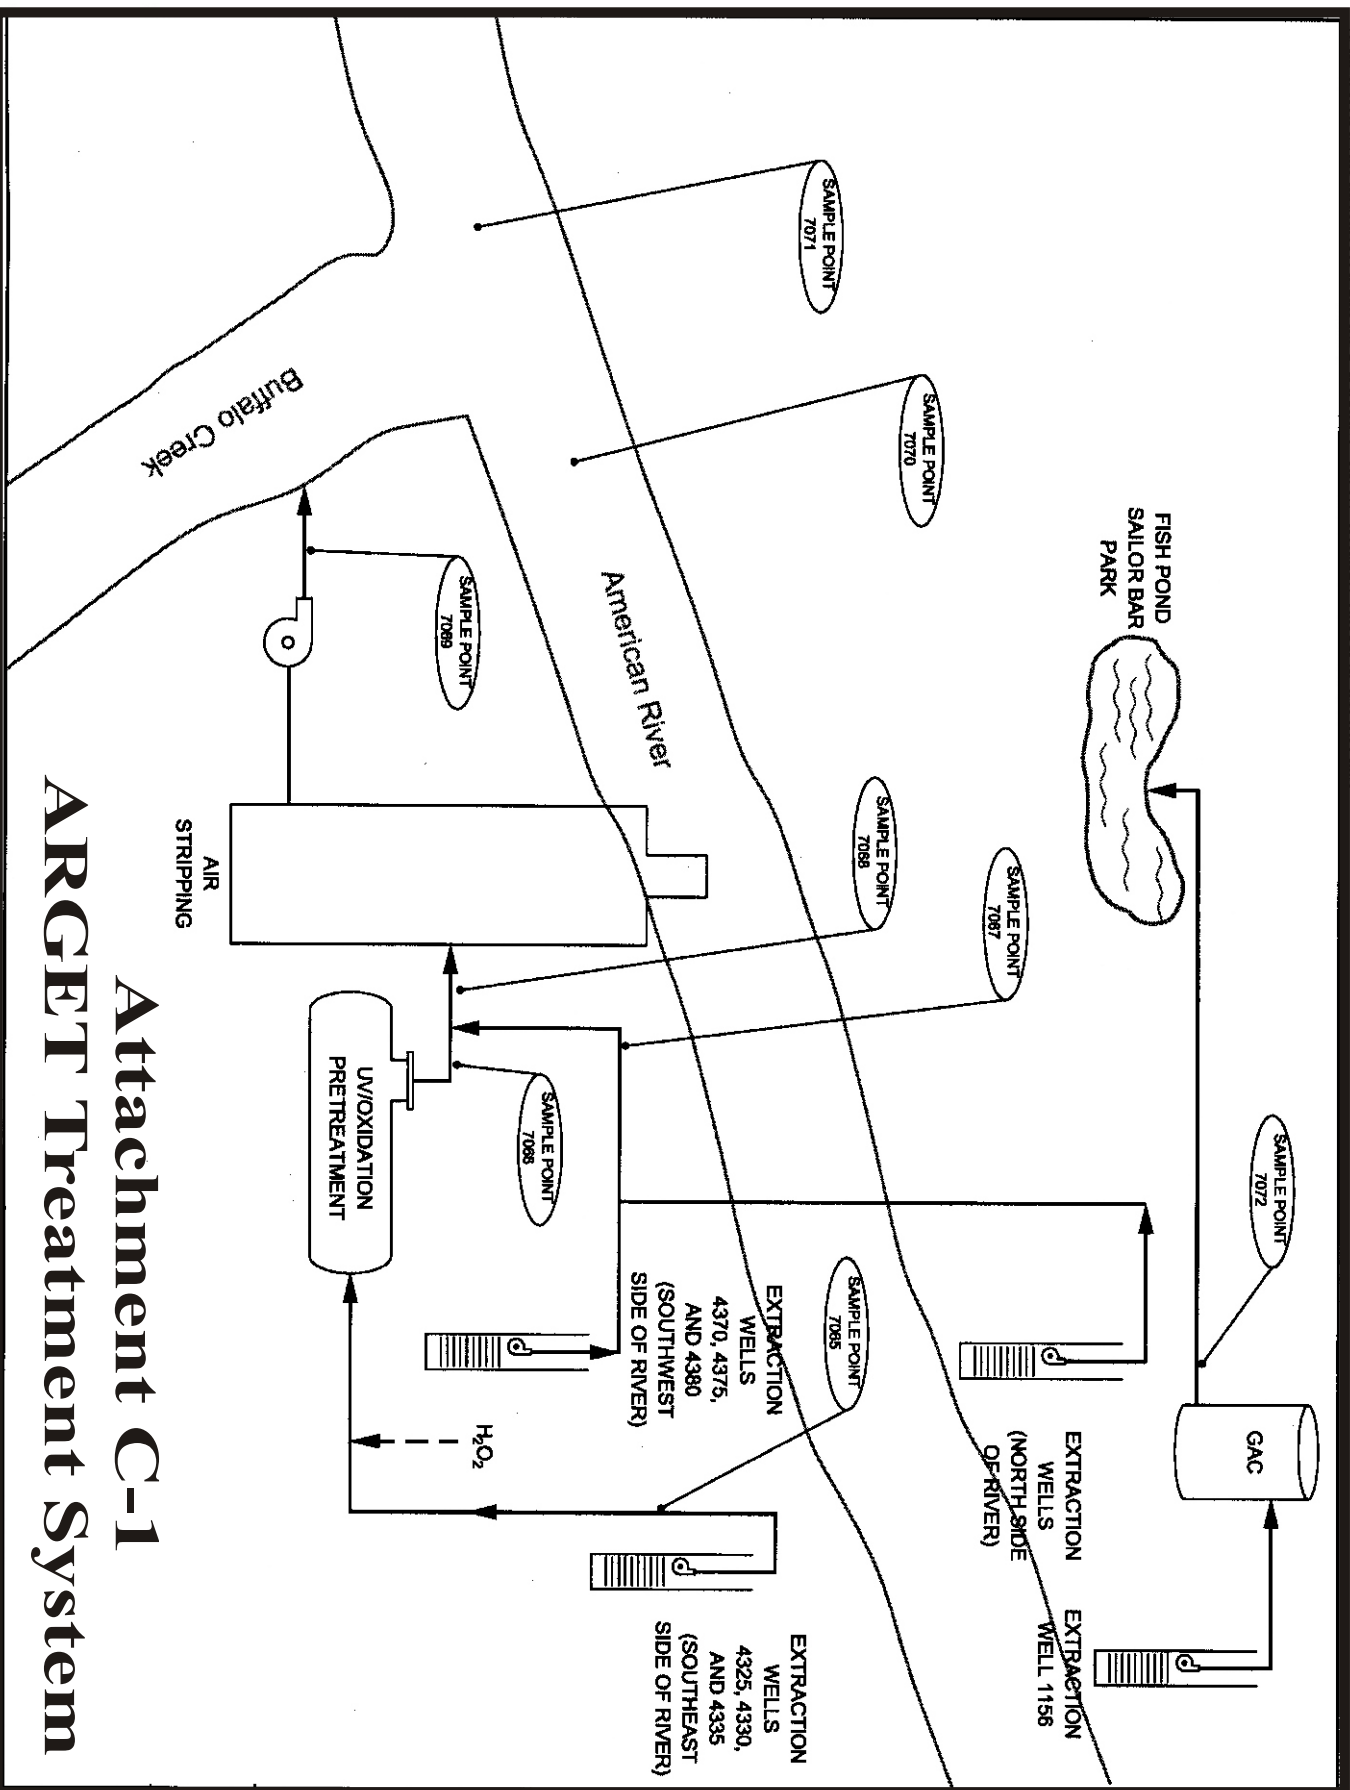 SAMPLE POINT
7072
GAC
FISH POND
SAILOR BAR
PARK
EXTRACTION
WELLS
(NORTH SIDE
OF RIVER)
EXTRACTION
WELL 1156
SAMPLE POINT
7067
SAMPLE POINT
7070
SAMPLE POINT
7068
SAMPLE POINT
7065
SAMPLE POINT
7071
EXTRACTION
WELLS
4370, 4375,
AND 4380
(SOUTHWEST
SIDE OF RIVER)
EXTRACTION
WELLS
4325, 4330,
AND 4335
(SOUTHEAST
SIDE OF RIVER)
American River
SAMPLE POINT
7066
SAMPLE POINT
7069
H2O2
UV/OXIDATION
PRETREATMENT
Buffalo Creek
AIR
STRIPPING
Attachment C-1
ARGET Treatment System